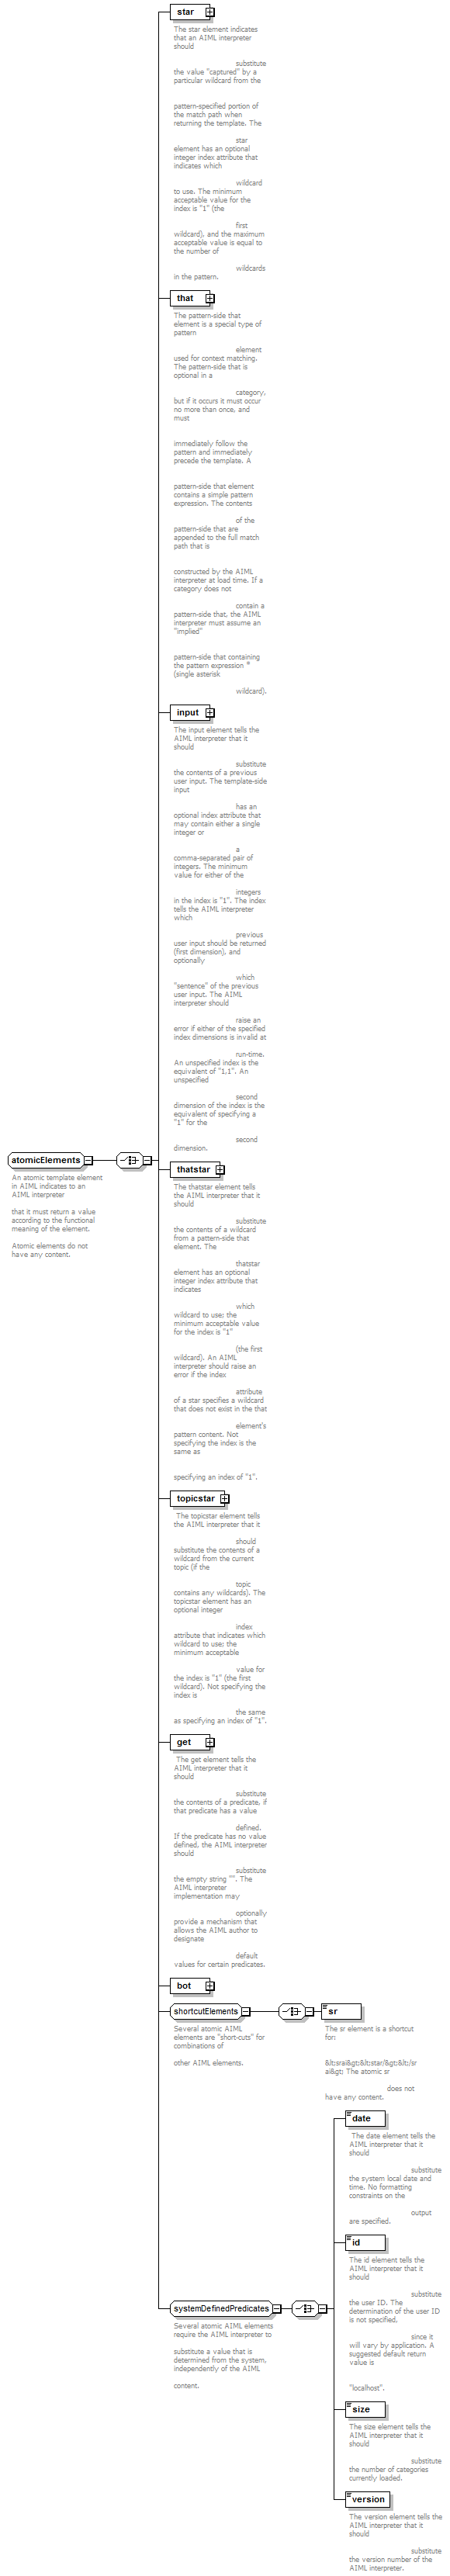 star
The star element indicates
that an AIML interpreter
should
substitute
the value "captured" by a
particular wildcard from the
pattern-specified portion of
the match path when
returning the template. The
star
element has an optional
integer index attribute that
indicates which
wildcard
to use. The minimum
acceptable value for the
index is "1" (the
first
wildcard), and the maximum
acceptable value is equal to
the number of
wildcards
in the pattern.
that
The pattern-side that
element is a special type of
pattern
element
used for context matching.
The pattern-side that is
optional in a
category,
but if it occurs it must occur
no more than once, and
must
immediately follow the
pattern and immediately
precede template. A
pattern-side that element
contains a simple pattern
expression. The contents
of the
pattern-side that are
appended to the full match
path that is
constructed by the AIML
interpreter at load time. If a
category does not
contain a
pattern-side that, the AIML
interpreter must assume an
"implied"
pattern-side that containing
the pattern expression *
(single asterisk
wildcard).
input
The input element tells the
AIML interpreter that it
should
substitute
the contents of a previous
user input. The template-side
input
has an
optional index attribute that
may contain either a single
integer or
a
comma-separated pair of
integers. The minimum
value for either of the
integers
in the index is "1". The index
tells the AIML interpreter
which
previous
user input should be returned
(first dimension), and
optionally
which
"sentence" of the previous
user input. The AIML
interpreter should
raise an
error if either of the specified
index dimensions is invalid at
run-time.
An unspecified index is the
equivalent of "1,1". An
unspecified
second
dimension of the index is the
equivalent of specifying a
"1" for the
second
dimension.
atomicElements
An atomic template element
in AIML indicates to an
AIML interpreter
that it must return a value
according to the functional
meaning of the element.
Atomic elements do not
have any content.
thatstar
The thatstar element tells
the AIML interpreter that it
should
substitute
the contents of a wildcard
from a pattern-side that
element. The
thatstar
element has an optional
integer index attribute that
indicates
which
wildcard to use; the
minimum acceptable value
for the index is "1"
(the first
wildcard). An AIML
interpreter should raise an
error if the index
attribute
of a star specifies a wildcard
that does not exist in the that
element's
pattern content. Not
specifying the index is the
same as
specifying an index of "1".
topicstar
The topicstar element tells
the AIML interpreter that it
should
substitute the contents of a
wildcard from the current
topic (if the
topic
contains any wildcards). The
topicstar element has an
optional integer
index
attribute that indicates which
wildcard to use; the
minimum acceptable
value for
the index is "1" (the first
wildcard). Not specifying the
index is
the same
as specifying an index of "1".
get
The get element tells the
AIML interpreter that it
should
substitute
the contents of a predicate, if
that predicate has a value
defined.
If the predicate has no value
defined, the AIML interpreter
should
substitute
the empty string "". The
AIML interpreter
implementation may
optionally
provide a mechanism that
allows the AIML author to
designate
default
values for certain predicates.
bot
shortcutElements
Several atomic AIML
elements are "short-cuts" for
combinations of
other AIML elements.
sr
The sr element is a shortcut
for:
&lt;srai&gt;&lt;star/&gt;&lt;/sr
ai&gt; The atomic sr
does not
have any content.
systemDefinedPredicates
Several atomic AIML elements
require the AIML interpreter to
substitute a value that is
determined from the system,
independently of the AIML
content.
date
The date element tells the
AIML interpreter that it
should
substitute
the system local date and
time. No formatting
constraints on the
output
are specified.
id
The id element tells the
AIML interpreter that it
should
substitute
the user ID. The
determination of the user ID
is not specified,
since it
will vary by application. A
suggested default return
value is
"localhost".
size
The size element tells the
AIML interpreter that it
should
substitute
the number of categories
currently loaded.
version
The version element tells the
AIML interpreter that it
should
substitute
the version number of the
AIML interpreter.